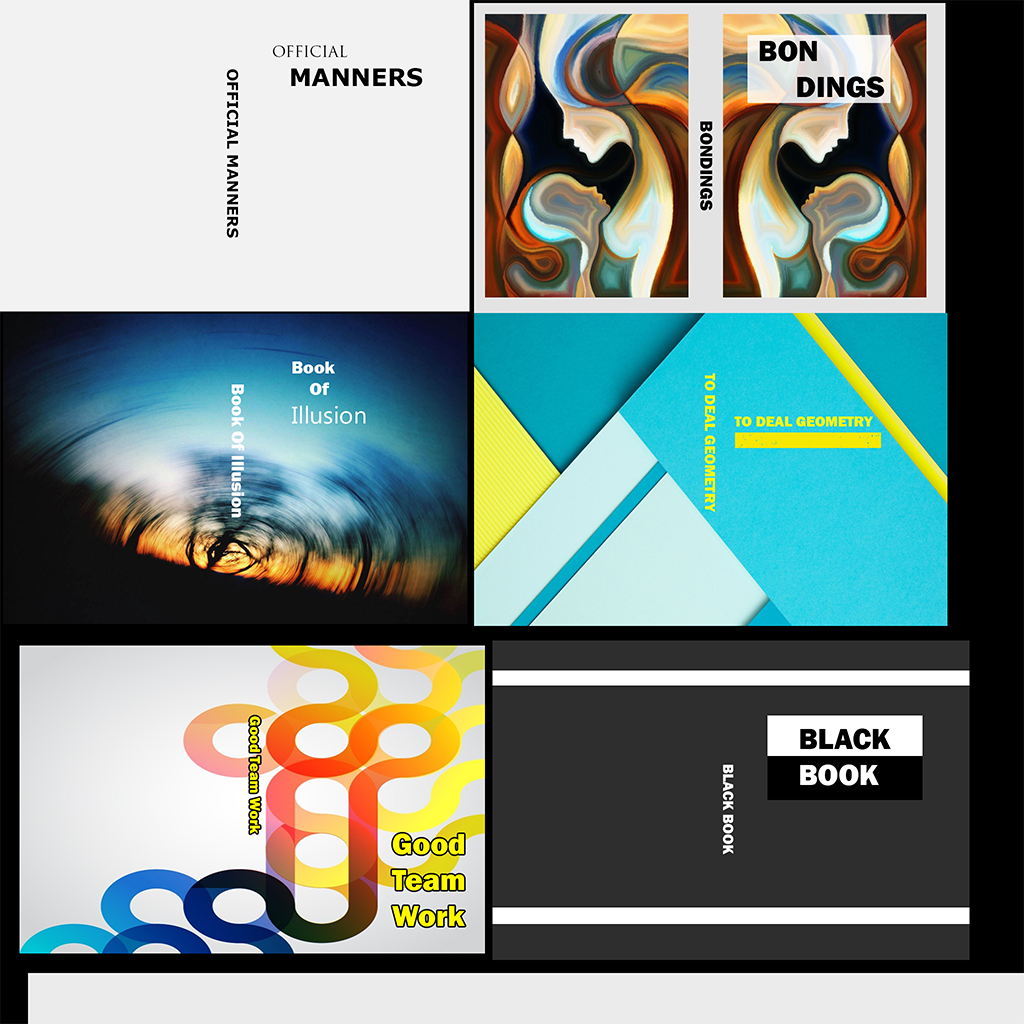 OFFICIAL
MANNERS
OFFICIAL MANNERS
BON
DINGS
BONDINGS
Book
Of
Illusion
Book Of Illusion
TO DEAL GEOMETRY
TO DEAL GEOMETRY
Good Team Work
Good
Team
Work
BLACK
BOOK
BLACK BOOK